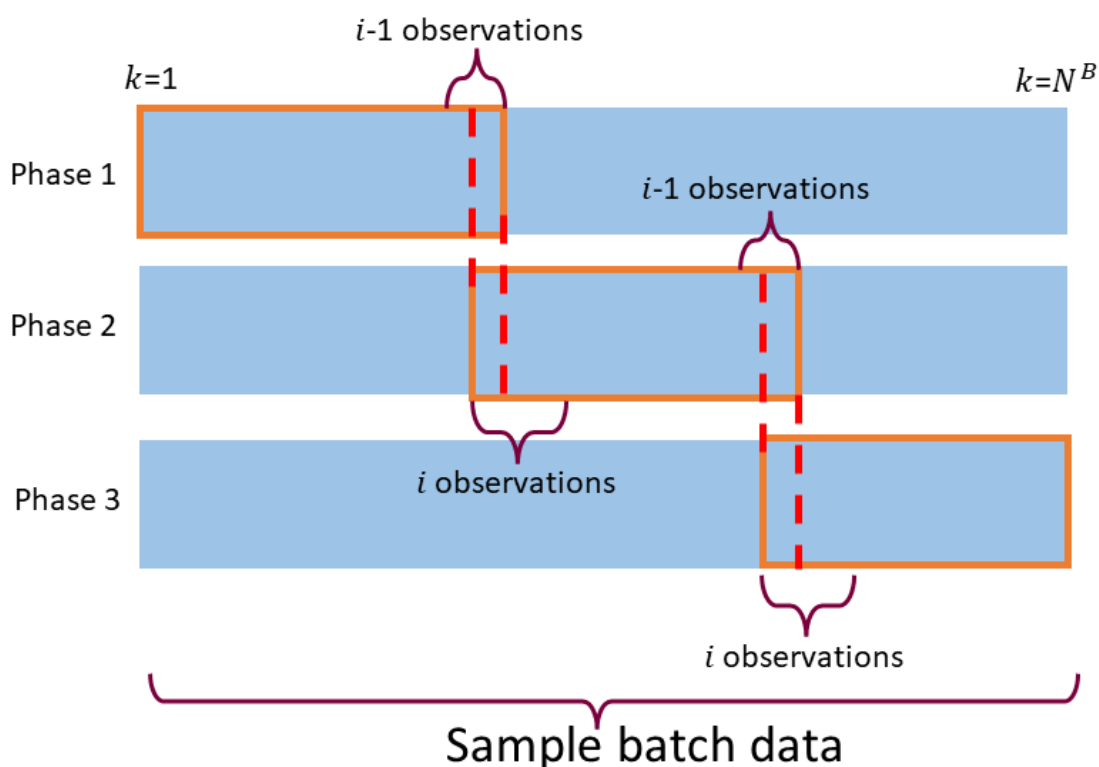 i-1 observations
k=1
k=N^B
Phase 1
i-1 observations
Phase 2
i observations
Phase 3
i observations
Sample batch data